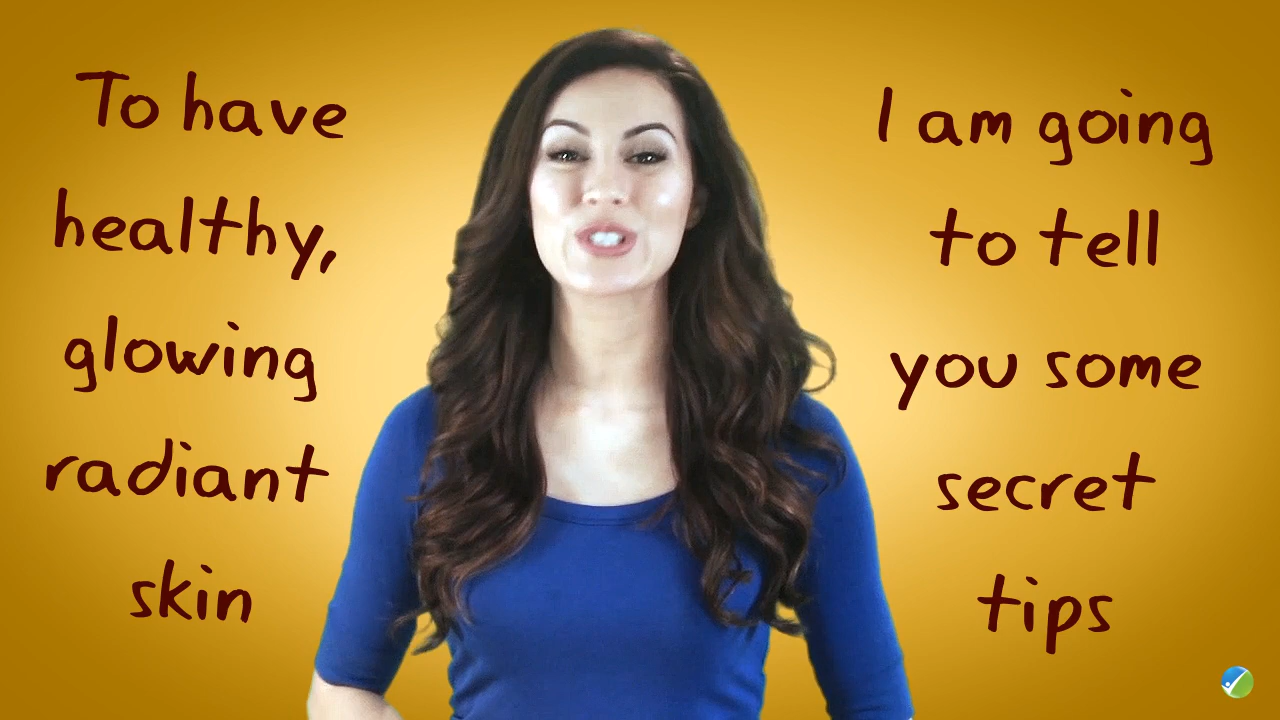 To have
healthy,
glowing
radiant
skin
I am going
to tell
you some
secret
tips